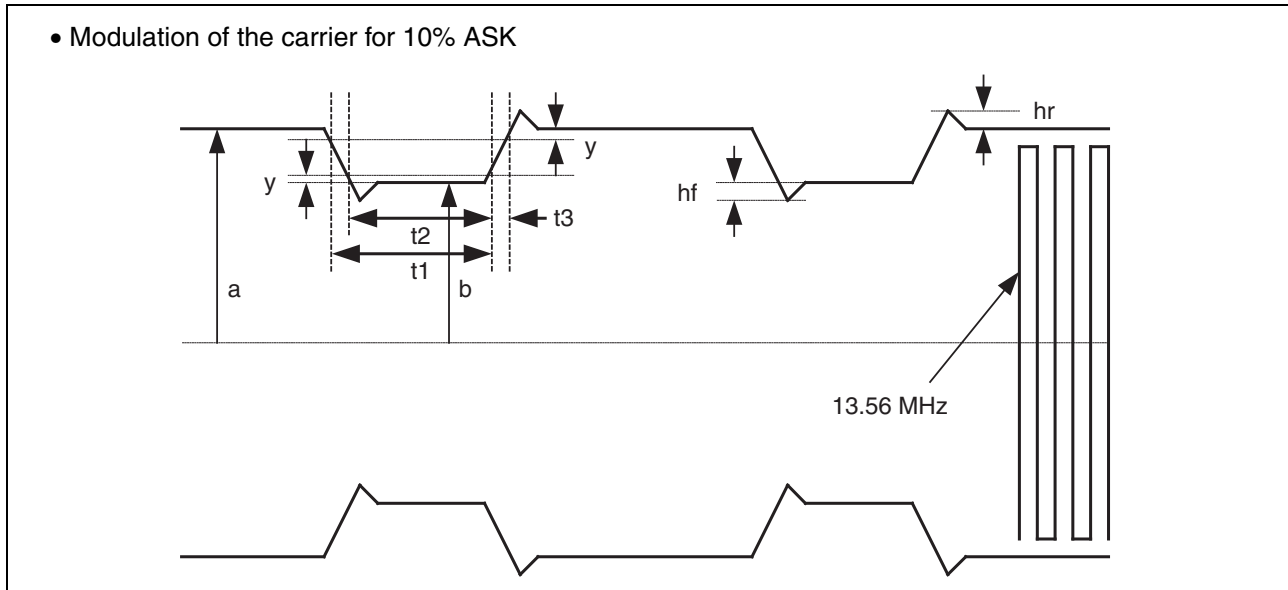 • Modulation of the carrier for 10% ASK
hr
y
y
hf
t3
t2
t1
a
b
13.56 MHz